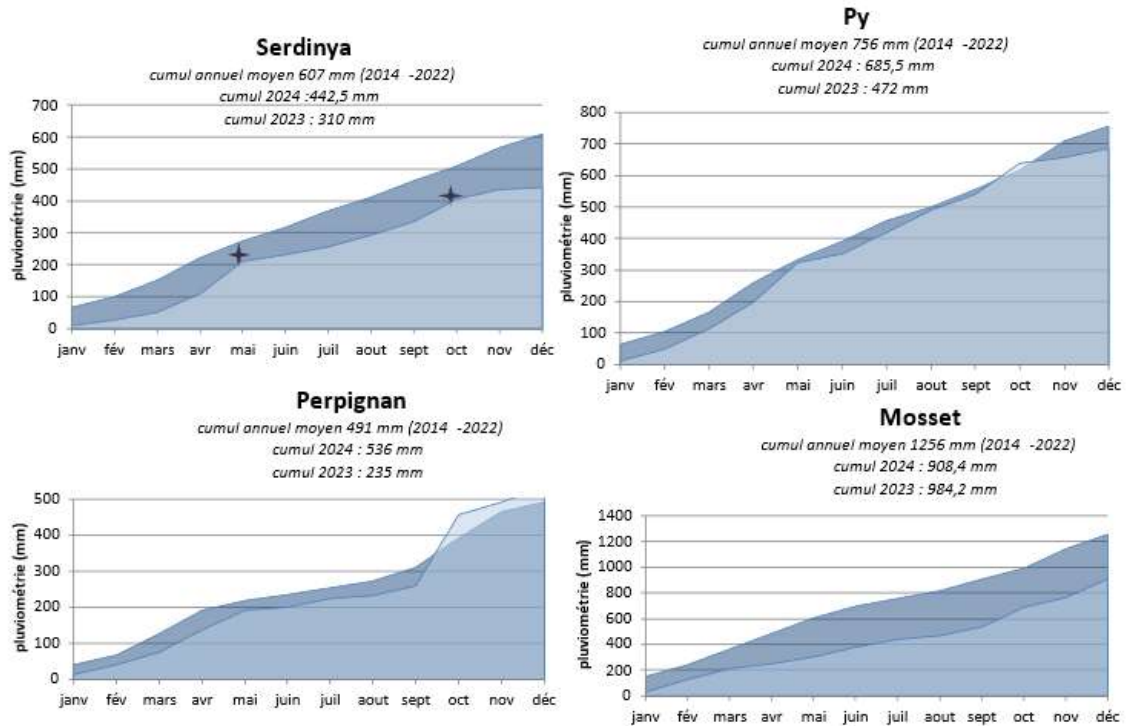 Serdinya
cumul annuel moyen 607 mm (2014 -2022)
cumul 2024 :442,5 mm
cumul 2023 : 310 mm
700
600
500
400
300
200
100
0
pluviométrie (mm)
janv fév mars avr mai juin juil aout sept oct nov déc
Py
cumul annuel moyen 756 mm (2014 -2022)
cumul 2024 : 685,5 mm
cumul 2023 : 472 mm
800
700
600
500
400
300
200
100
0
pluviométrie (mm)
janv fév mars avr mai juin juil aout sept oct nov déc
Perpignan
cumul annuel moyen 491 mm (2014 -2022)
cumul 2024 : 536 mm
cumul 2023 : 235 mm
500
400
300
200
100
0
pluviométrie (mm)
janv fév mars avr mai juin juil aout sept oct nov déc
Mosset
cumul annuel moyen 1256 mm (2014 -2022)
cumul 2024 : 908,4 mm
cumul 2023 : 984,2 mm
1400
1200
1000
800
600
400
200
0
pluviométrie (mm)
janv fév mars avr mai juin juil aout sept oct nov déc